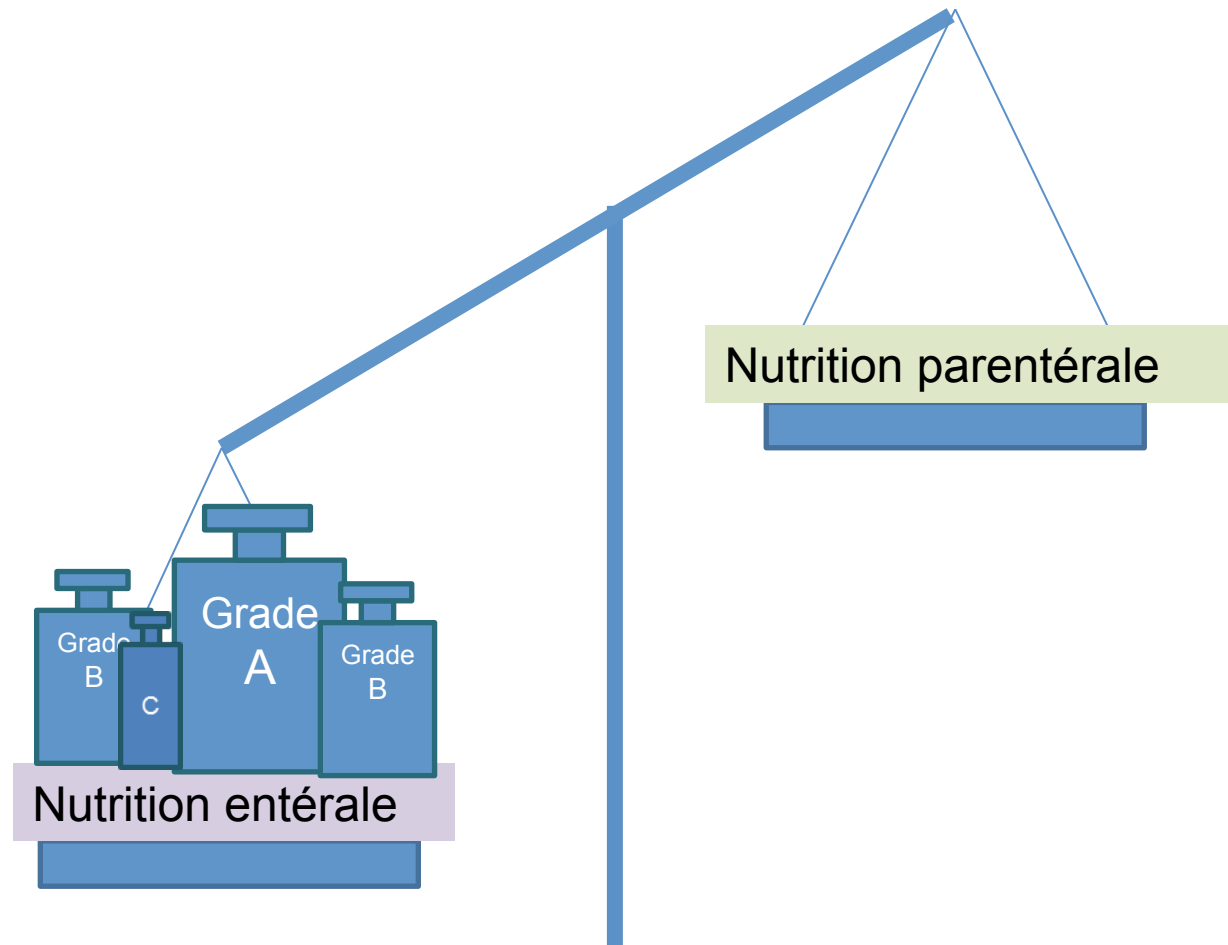 Nutrition parentérale
Grade
A
Grade
B
C
Grade
B
Nutrition entérale